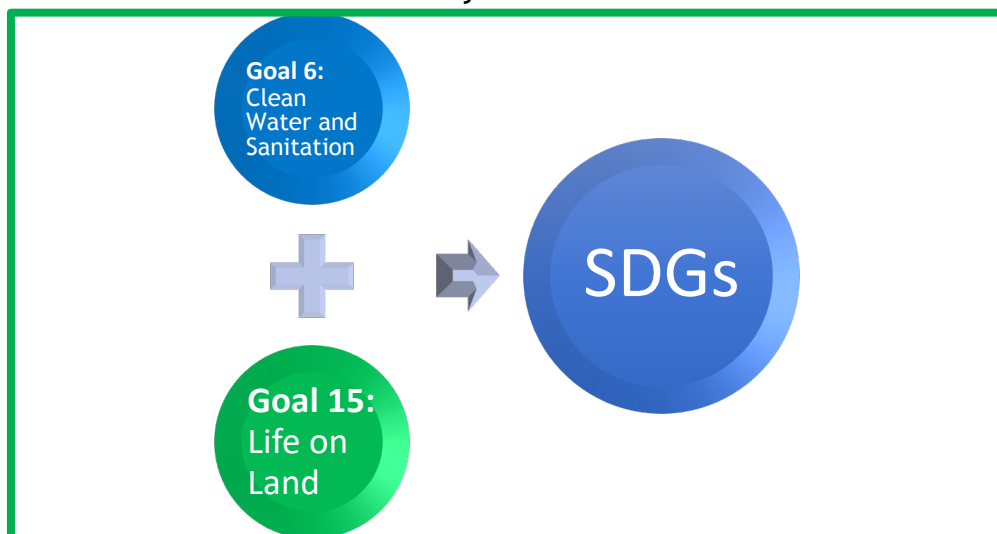 Goal 6:
Clean
Water and
Sanitation
SDGs
Goal 15:
Life on
Land